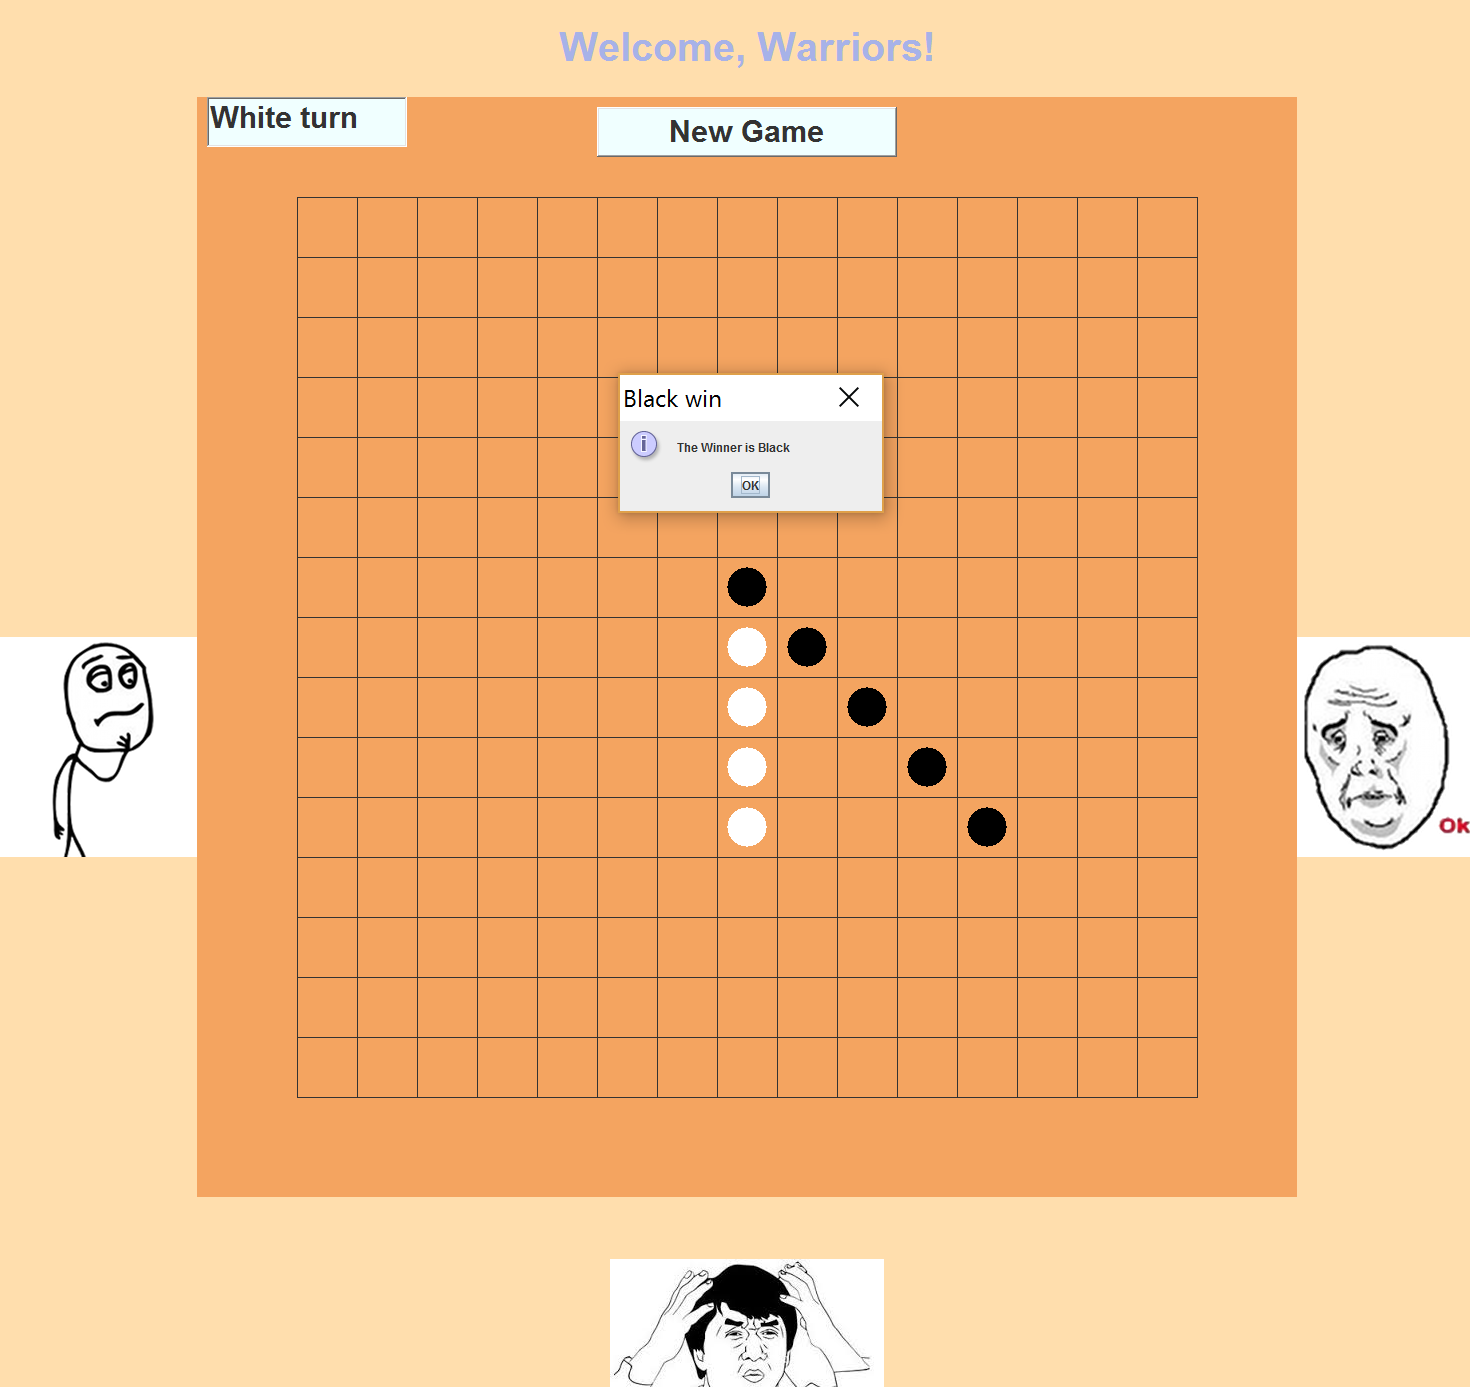 Welcome, Warriors!
White turn
New Game
Black win
The Winner is Black
OK
Ok